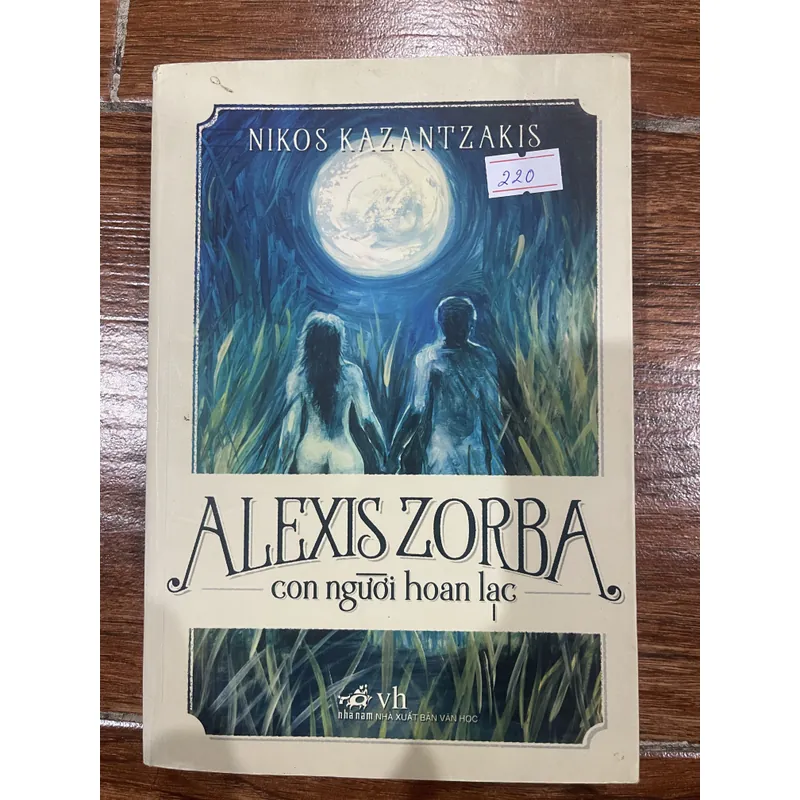 NIKOS KAZANTZAKIS
220
ALEXIS ZORBA
con người hoan lạc
nhã nam
vh
NHÀ XUẤT BẢN VĂN HỌC